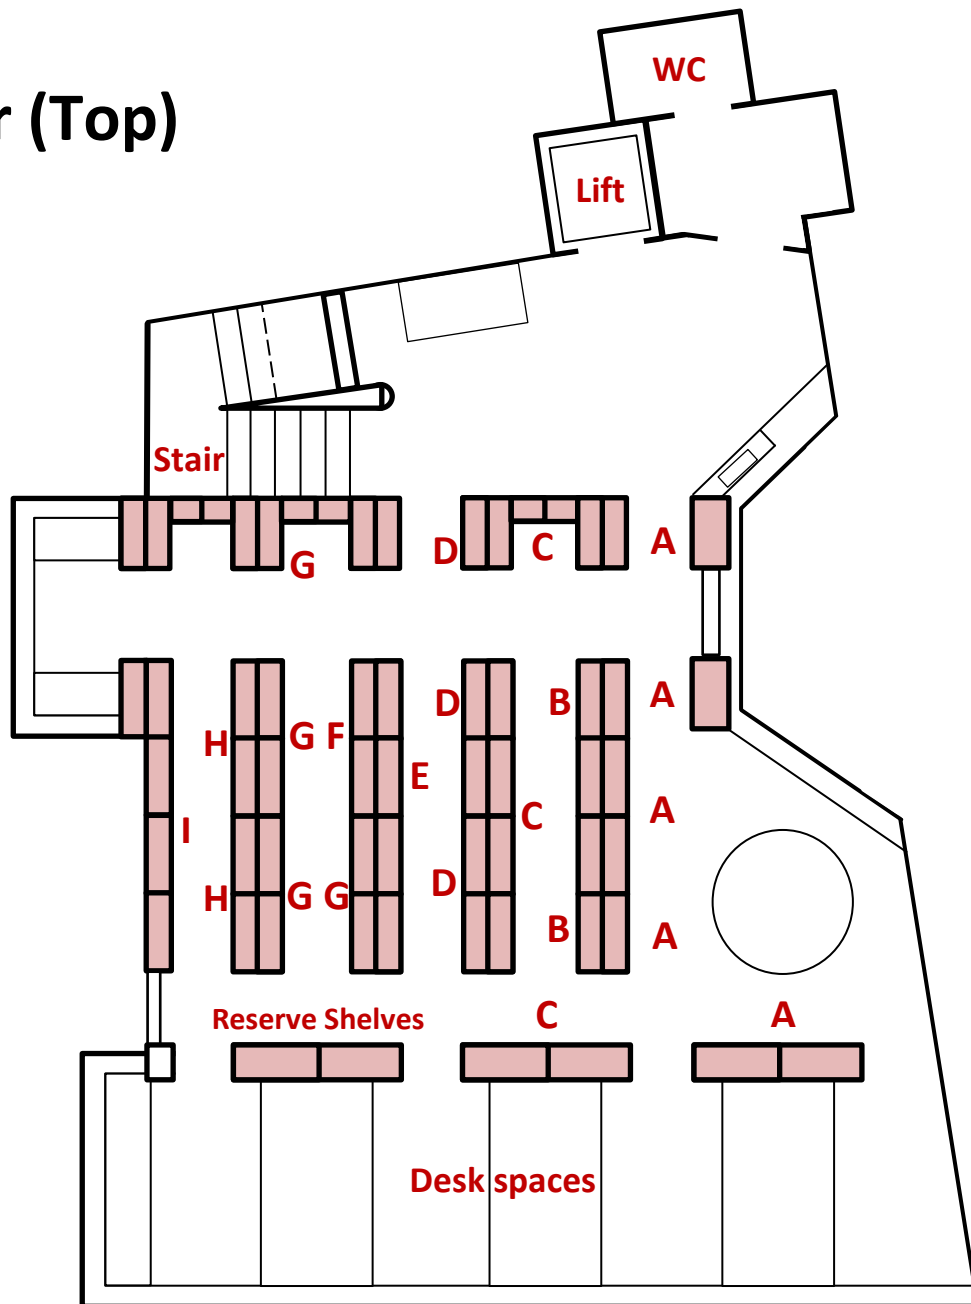 r (Top)
WC
Lift
Stair
G D C A
D B A
H G F
E
I C A
H G G D
B A
Reserve Shelves C A
Desk spaces